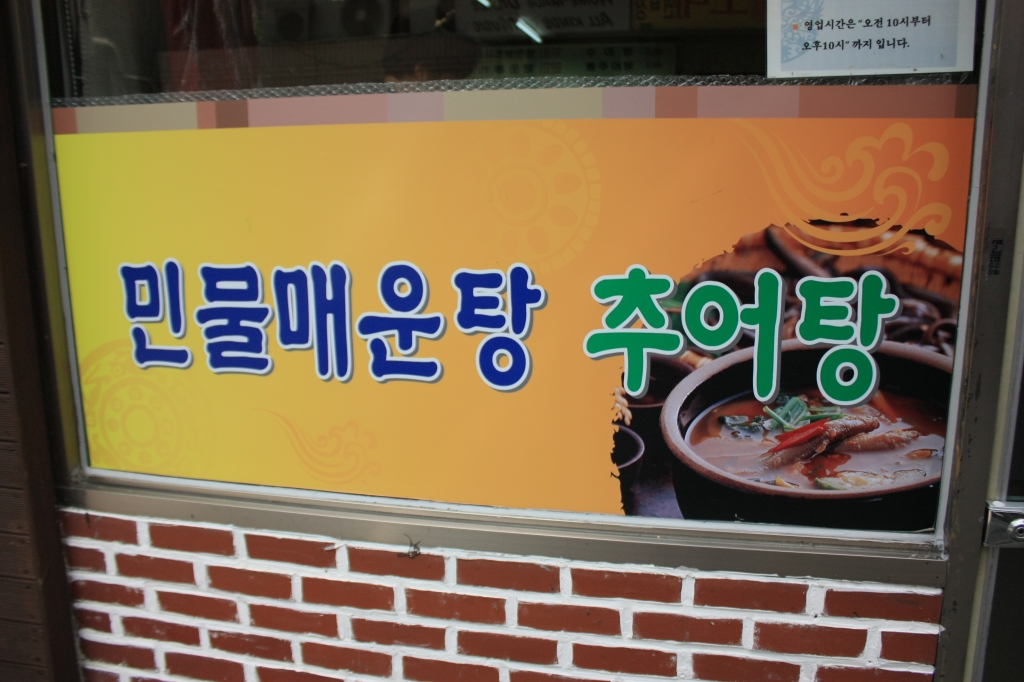 영업시간은 "오전 10시부터
오후10시" 까지 입니다.
민물매운탕 추어탕